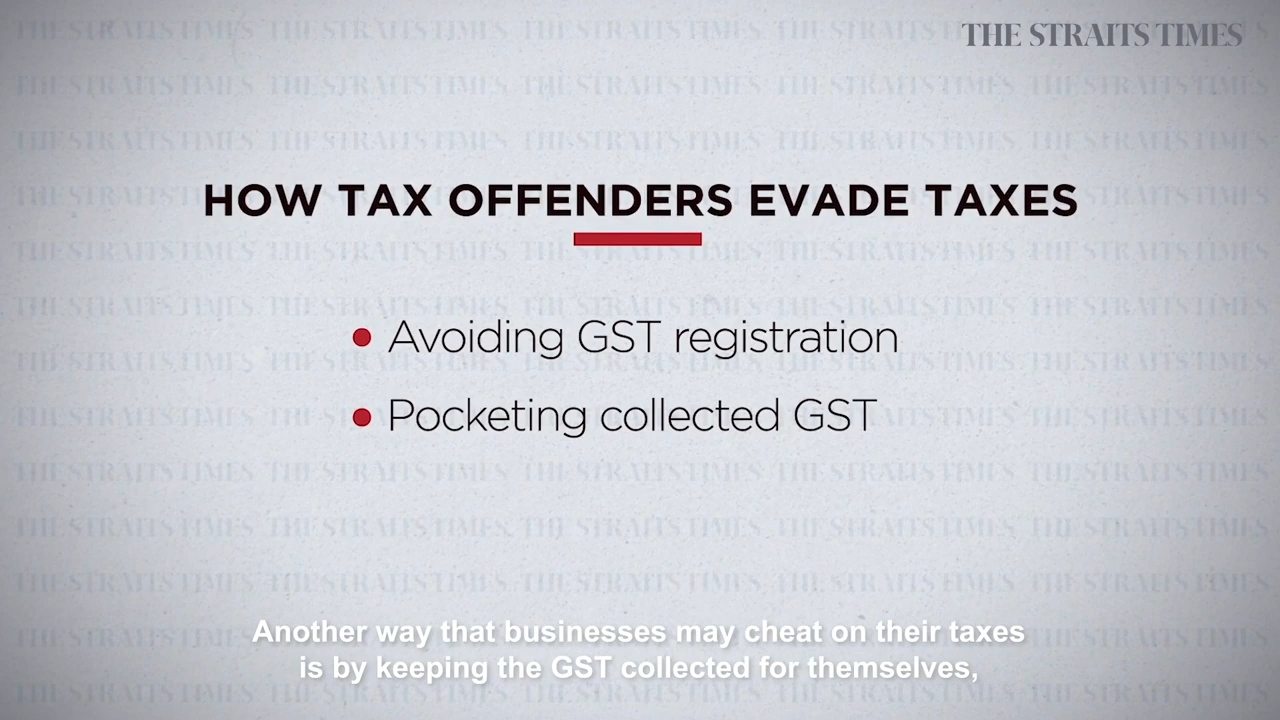 THE STRAITS TIMES
HOW TAX OFFENDERS EVADE TAXES
Avoiding GST registration
Pocketing collected GST
Another way that businesses may cheat on their taxes
is by keeping the GST collected for themselves,